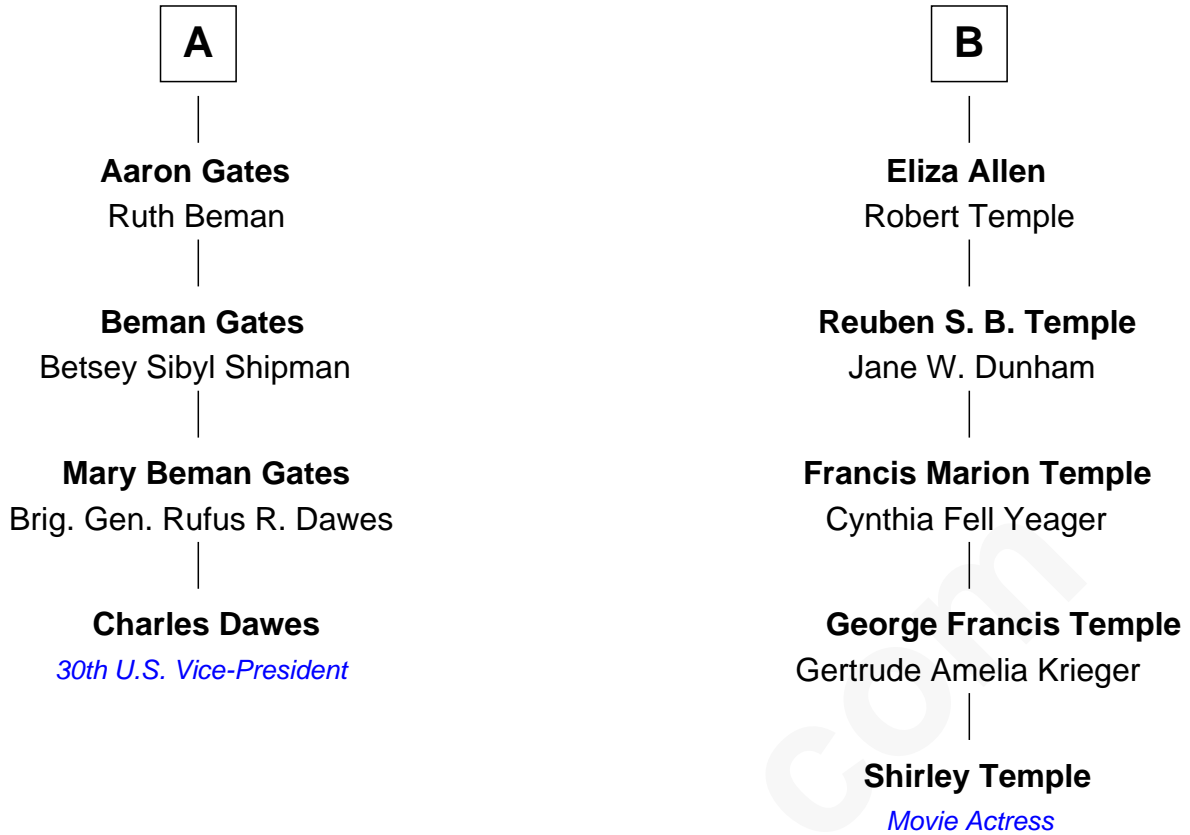 A
Aaron Gates
Ruth Beman
Beman Gates
Betsey Sibyl Shipman
Mary Beman Gates
Brig. Gen. Rufus R. Dawes
Charles Dawes
30th U.S. Vice-President
B
Eliza Allen
Robert Temple
Reuben S. B. Temple
Jane W. Dunham
Francis Marion Temple
Cynthia Fell Yeager
George Francis Temple
Gertrude Amelia Krieger
Shirley Temple
Movie Actress
com